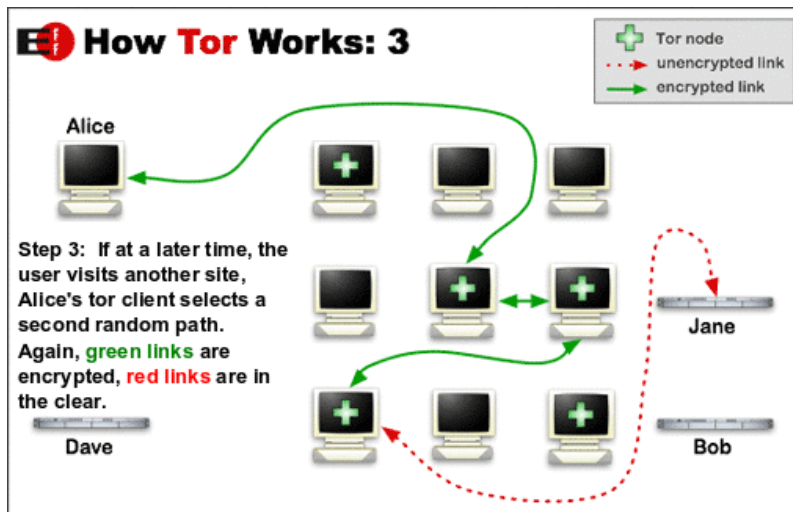 EFF How Tor Works: 3
Tor node
unencrypted link
encrypted link
Alice
Step 3: If at a later time, the
user visits another site,
Alice's tor client selects a
second random path.
Again, green links are
encrypted, red links are in
the clear.
Jane
Dave
Bob